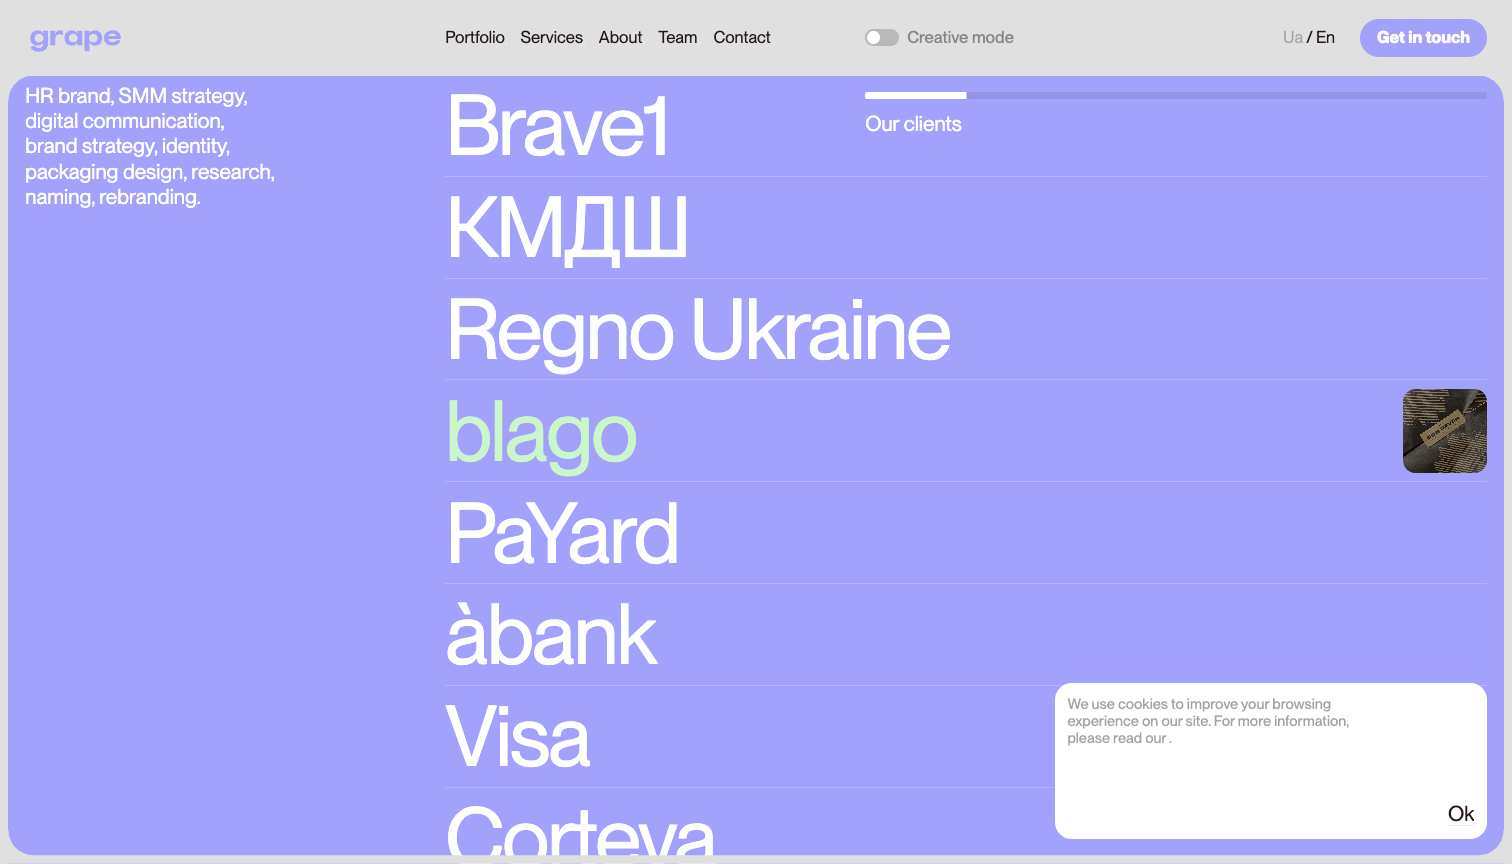 grape
Portfolio Services About Team Contact
Creative mode
Ua / En
Get in touch
HR brand, SMM strategy,
digital communication,
brand strategy, identity,
packaging design, research,
naming, rebranding.
Our clients
Brave1
КМДШ
Regno Ukraine
blago
PaYard
àbank
Visa
Corteva
We use cookies to improve your browsing
experience on our site. For more information,
please read our .
Ok